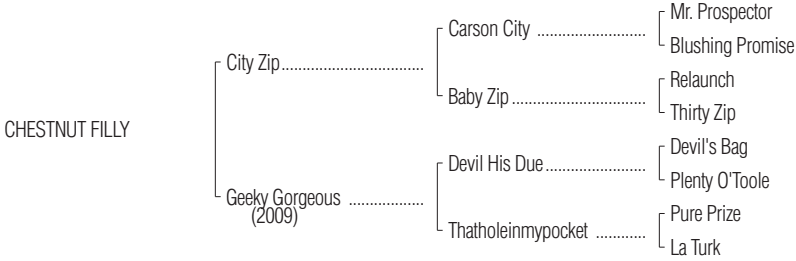 Mr. Prospector
Carson City ..........................
Blushing Promise
City Zip.................................
Relaunch
Baby Zip ................................
Thirty Zip
CHESTNUT FILLY
Devil's Bag
Devil His Due........................
Plenty O'Toole
Geeky Gorgeous ..................
(2009)
Pure Prize
Thatholeinmypocket ............
La Turk